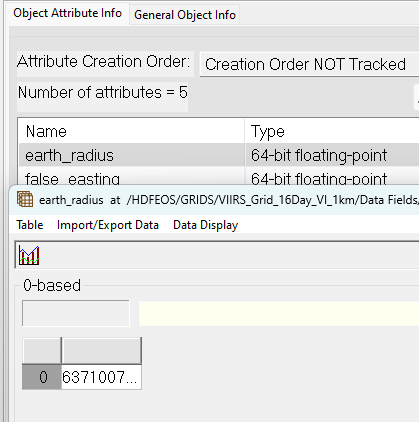 Object Attribute Info General Object Info
Attribute Creation Order: Creation Order NOT Tracked
Number of attributes = 5
Name Type
earth_radius 64-bit floating-point
false_easting 64-bit floating-point
earth_radius at /HDFEOS/GRIDS/VIIRS_Grid_16Day_VI_1km/Data Fields/
Table Import/Export Data Data Display
0-based
0 6371007...